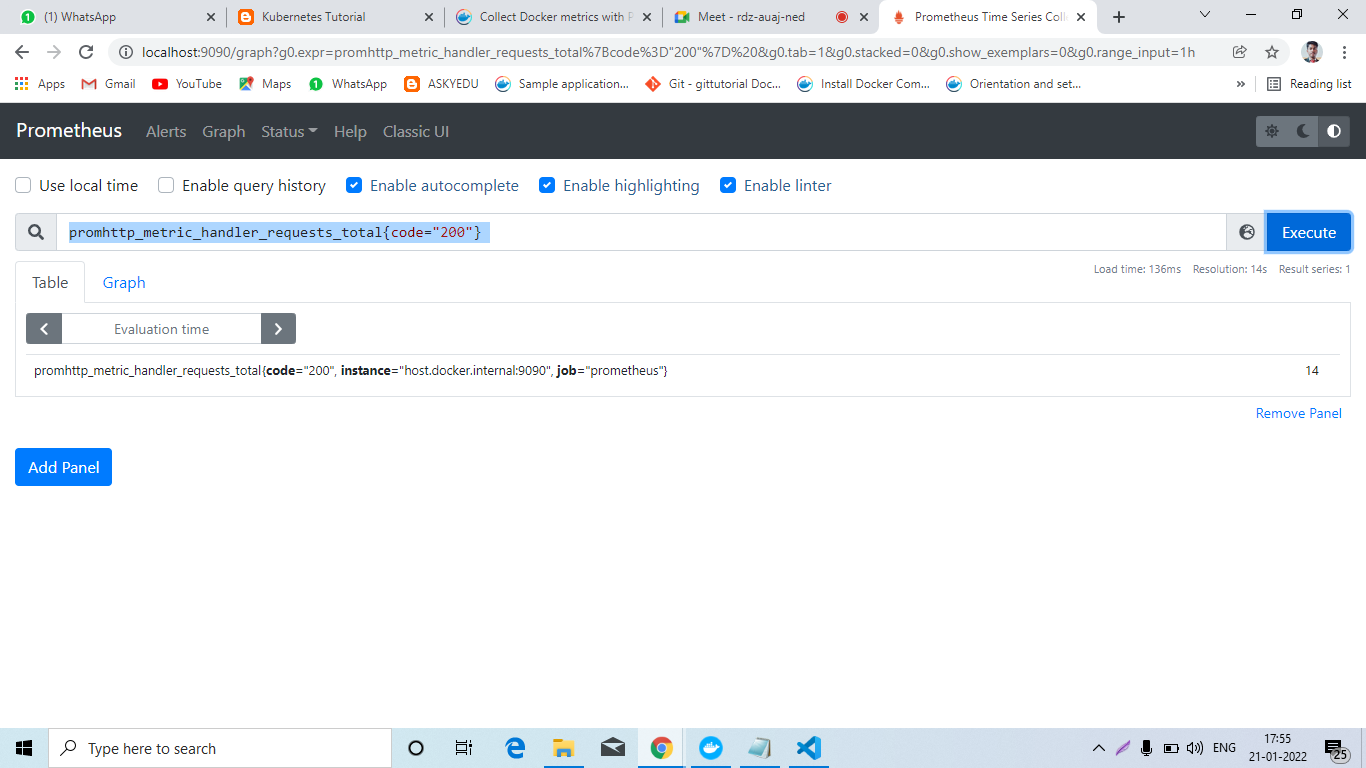 (1) WhatsApp
Kubernetes Tutorial
Collect Docker metrics with P
Meet - rdz-auaj-ned
Prometheus Time Series Coll
localhost:9090/graph?g0.expr=promhttp_metric_handler_requests_total%7Bcode%3D"200"%7D%20&g0.tab=1&g0.stacked=0&g0.show_exemplars=0&g0.range_input=1h
Apps Gmail YouTube Maps WhatsApp ASKYEDU Sample application... Git - gittutorial Doc... Install Docker Com... Orientation and set... » Reading list
Prometheus Alerts Graph Status Help Classic UI
Use local time Enable query history Enable autocomplete Enable highlighting Enable linter
promhttp_metric_handler_requests_total{code="200"} Execute
Load time: 136ms Resolution: 14s Result series: 1
Table Graph
Evaluation time
promhttp_metric_handler_requests_total{code="200", instance="host.docker.internal:9090", job="prometheus"} 14
Remove Panel
Add Panel
Type here to search
ENG
17:55
21-01-2022
25